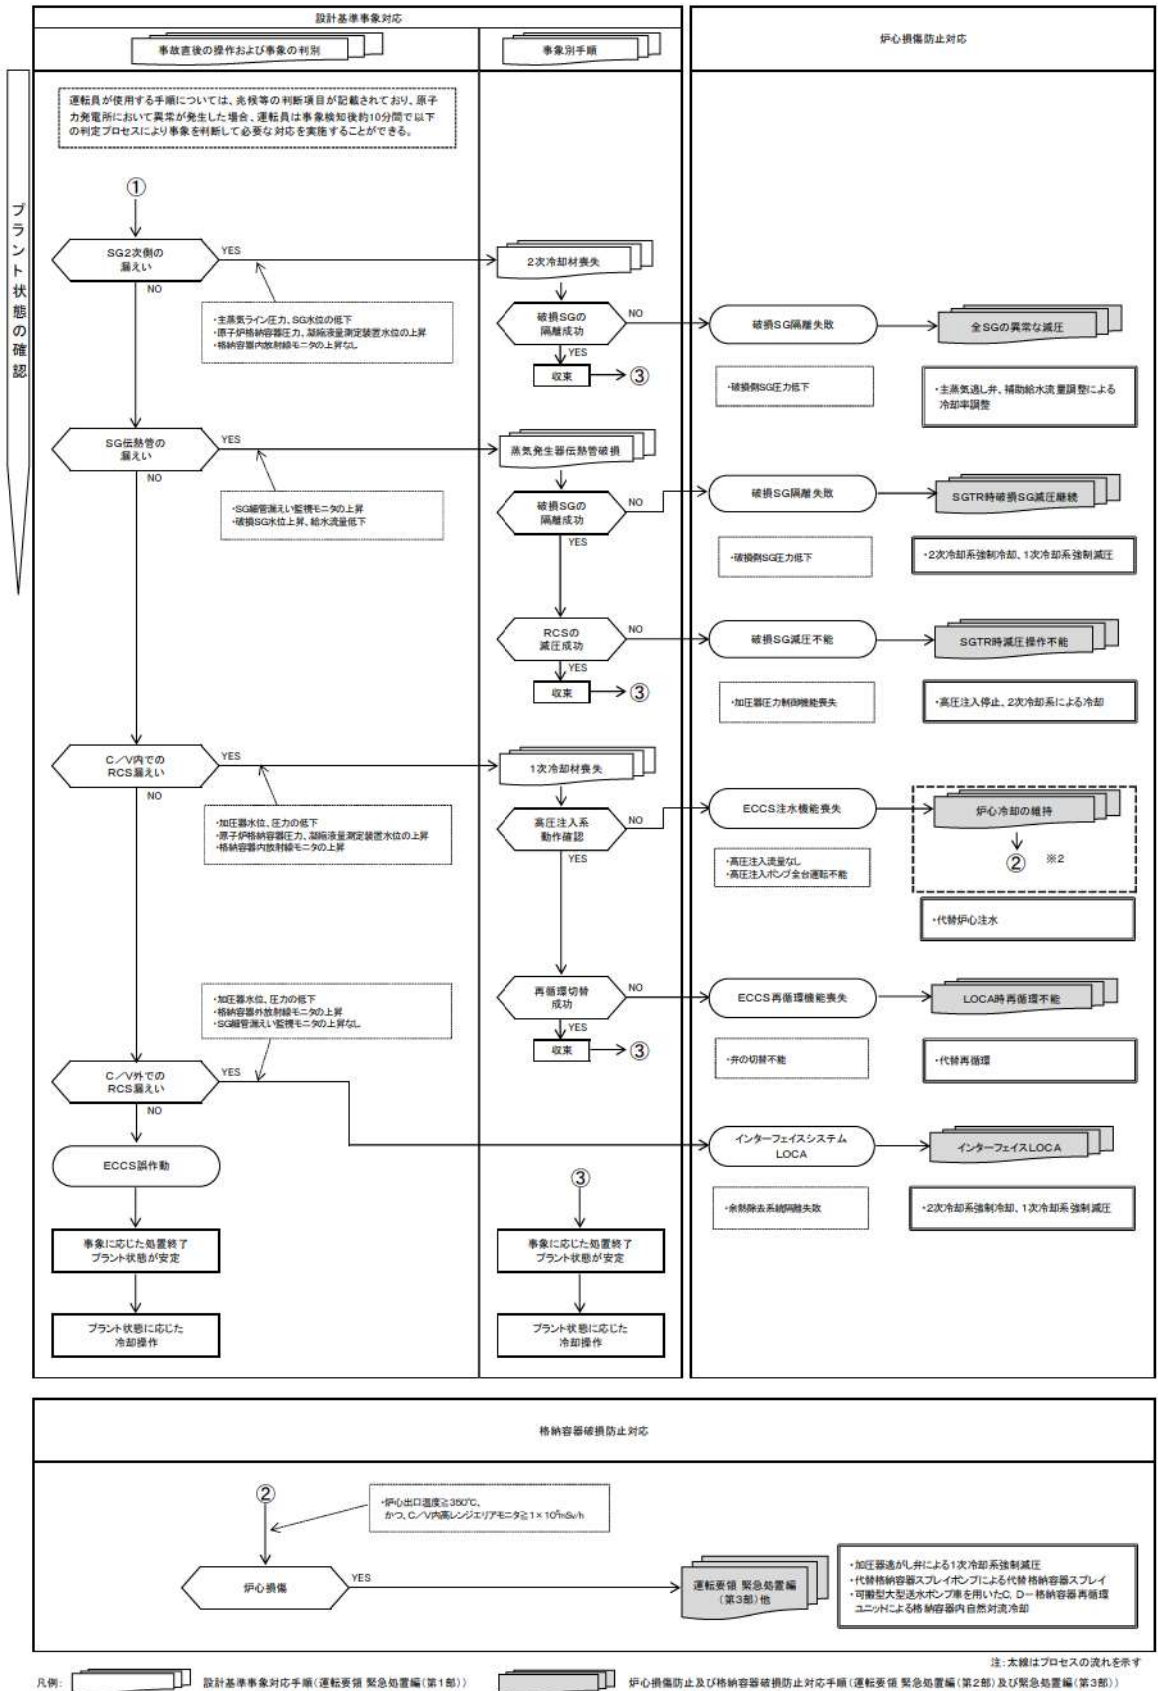 設計基準事象対応
事故直後の操作および事象の判別
事象別手順
炉心損傷防止対応
プラント状態の確認
運転員が使用する手順については、兆候等の判断項目が記載されており、原子
力発電所において異常が発生した場合、運転員は事象検知後約10分間で以下
の判定プロセスにより事象を判断して必要な対応を実施することができる。
①
SG2次側の
漏えい
YES
NO
・主蒸気ライン圧力、SG水位の低下
・原子炉格納容器圧力、凝縮液量測定装置水位の上昇
・格納容器内放射線モニタの上昇なし
2次冷却材喪失
破損SGの
隔離成功
NO
YES
収束
③
破損SG隔離失敗
・破損側SG圧力低下
全SGの異常な減圧
・主蒸気逃し弁、補助給水流量調整による
冷却率調整
SG伝熱管の
漏えい
YES
NO
・SG細管漏えい監視モニタの上昇
・破損SG水位上昇、給水流量低下
蒸気発生器伝熱管破損
破損SGの
隔離成功
NO
YES
破損SG隔離失敗
・破損側SG圧力低下
SGTR時破損SG減圧継続
・2次冷却系強制冷却、1次冷却系強制減圧
RCSの
減圧成功
NO
YES
収束
③
破損SG減圧不能
・加圧器圧力制御機能喪失
SGTR時減圧操作不能
・高圧注入停止、2次冷却系による冷却
C/V内での
RCS漏えい
YES
NO
・加圧器水位、圧力の低下
・原子炉格納容器圧力、凝縮液量測定装置水位の上昇
・格納容器内放射線モニタの上昇
1次冷却材喪失
高圧注入系
動作確認
NO
YES
ECCS注水機能喪失
・高圧注入流量なし
・高圧注入ポンプ全台運転不能
炉心冷却の維持
② ※2
・代替炉心注水
再循環切替
成功
NO
YES
収束
③
ECCS再循環機能喪失
・弁の切替不能
LOCA時再循環不能
・代替再循環
・加圧器水位、圧力の低下
・格納容器外放射線モニタの上昇
・SG細管漏えい監視モニタの上昇なし
C/V外での
RCS漏えい
YES
NO
インターフェイスシステム
LOCA
・余熱除去系統隔離失敗
インターフェイスLOCA
・2次冷却系強制冷却、1次冷却系強制減圧
ECCS誤作動
事象に応じた処置終了
プラント状態が安定
プラント状態に応じた
冷却操作
③
事象に応じた処置終了
プラント状態が安定
プラント状態に応じた
冷却操作
格納容器破損防止対応
②
・炉心出口温度≧350℃、
かつ、C/V内高レンジエリアモニタ≧1×10⁵mSv/h
炉心損傷
YES
運転要領 緊急処置編
(第3部)他
・加圧器逃がし弁による1次冷却系強制減圧
・代替格納容器スプレイポンプによる代替格納容器スプレイ
・可搬型大型送水ポンプ車を用いたC、D-格納容器再循環
ユニットによる格納容器内自然対流冷却
注:太線はプロセスの流れを示す
凡例:
設計基準事象対応手順(運転要領 緊急処置編(第1部))
炉心損傷防止及び格納容器破損防止対応手順(運転要領 緊急処置編(第2部)及び緊急処置編(第3部))